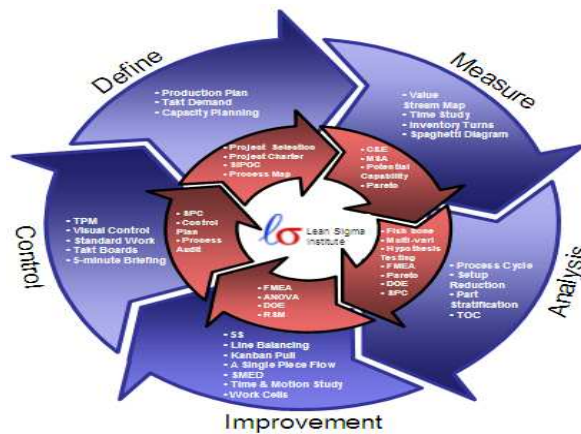 Define
- Production Plan
- Takt Demand
- Capacity Planning
Measure
- Value
Stream Map
- Time Study
- Inventory Turns
- Spaghetti Diagram
Analysis
- Process Cycle
- Setup
Reduction
- Part
Stratification
- TOC
Improvement
- 5S
- Line Balancing
- Kanban Pull
- A Single Piece Flow
- SMED
- Time & Motion Study
- Work Cells
Control
- TPM
- Visual Control
- Standard Work
- Takt Boards
- 5-minute Briefing
- Project Selection
- Project Charter
- SIPOC
- Process Map
- C&E
- MSA
- Potential
Capability
- Pareto
- Fish bone
- Multi-vari
- Hypothesis
Testing
- FMEA
- Pareto
- DOE
- SPC
- FMEA
- ANOVA
- DOE
- RSM
- SPC
- Control
Plan
- Process
Audit
ℓσ Lean Sigma
Institute